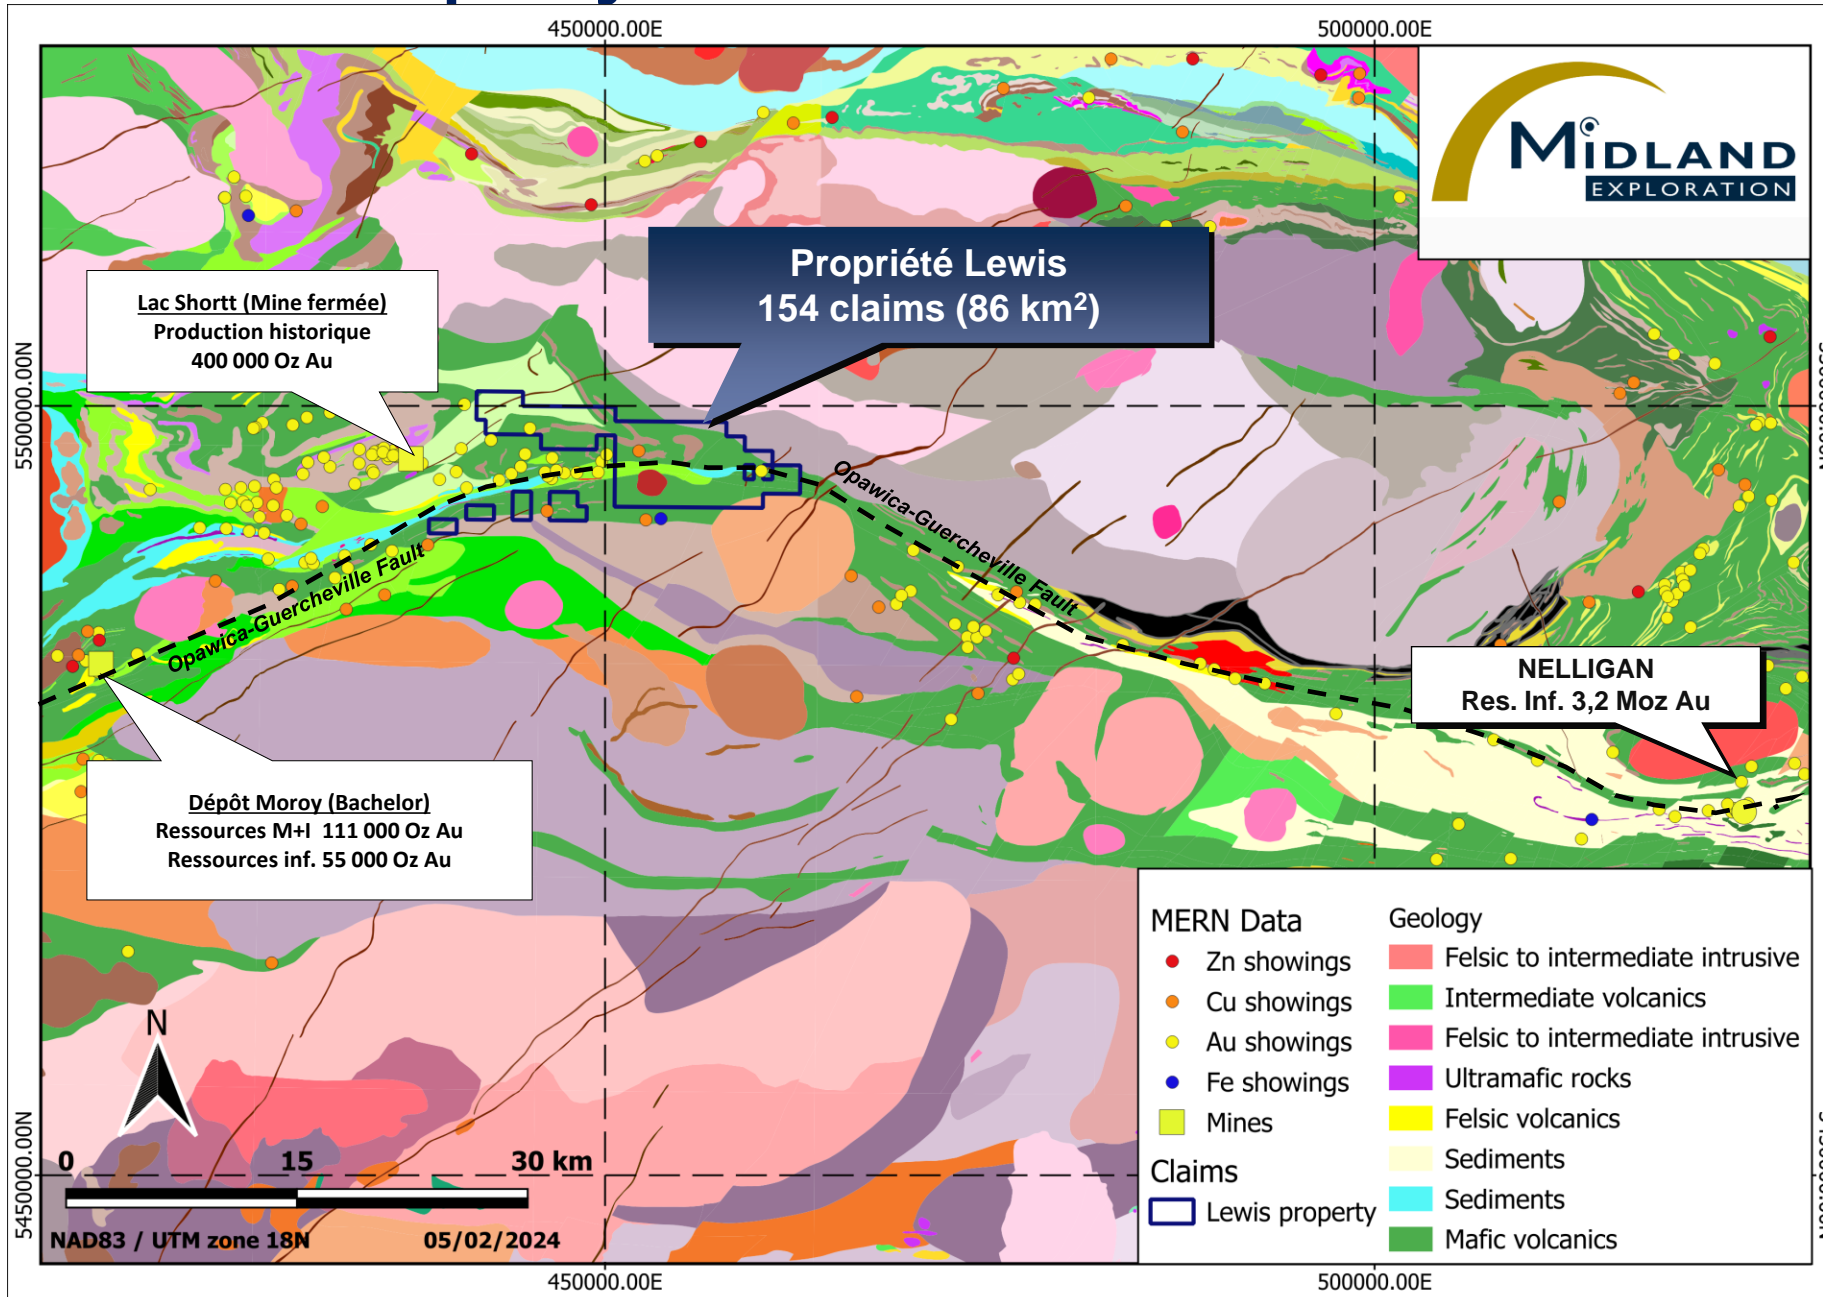 450000.00E
500000.00E
MIDLAND
EXPLORATION
Propriété Lewis
154 claims (86 km²)
Lac Shortt (Mine fermée)
Production historique
400 000 Oz Au
5500000.00N
5500000.00N
Opawica-Guercheville Fault
Opawica-Guercheville Fault
NELLIGAN
Res. Inf. 3,2 Moz Au
Dépôt Moroy (Bachelor)
Ressources M+I 111 000 Oz Au
Ressources inf. 55 000 Oz Au
MERN Data
Zn showings
Cu showings
Au showings
Fe showings
Mines
Claims
Lewis property
Geology
Felsic to intermediate intrusive
Intermediate volcanics
Felsic to intermediate intrusive
Ultramafic rocks
Felsic volcanics
Sediments
Sediments
Mafic volcanics
N
0 15 30 km
NAD83 / UTM zone 18N 05/02/2024
5450000.00N
450000.00E
500000.00E